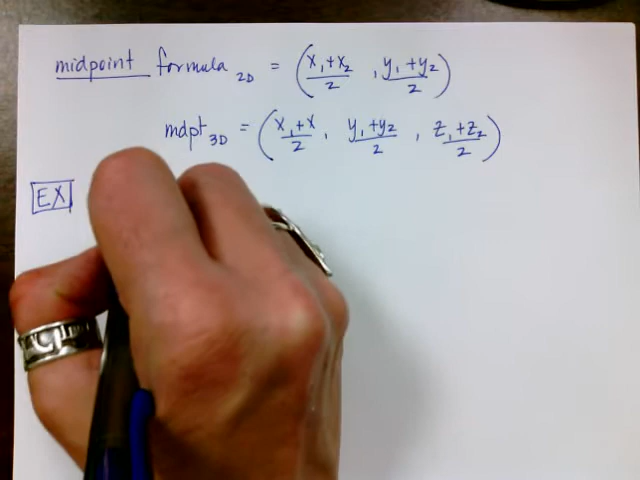 midpoint formula 2D = (x₁+x₂/2, y₁+y₂/2)
mdpt 3D = (x₁+x/2, y₁+y₂/2, z₁+z₂/2)
EX